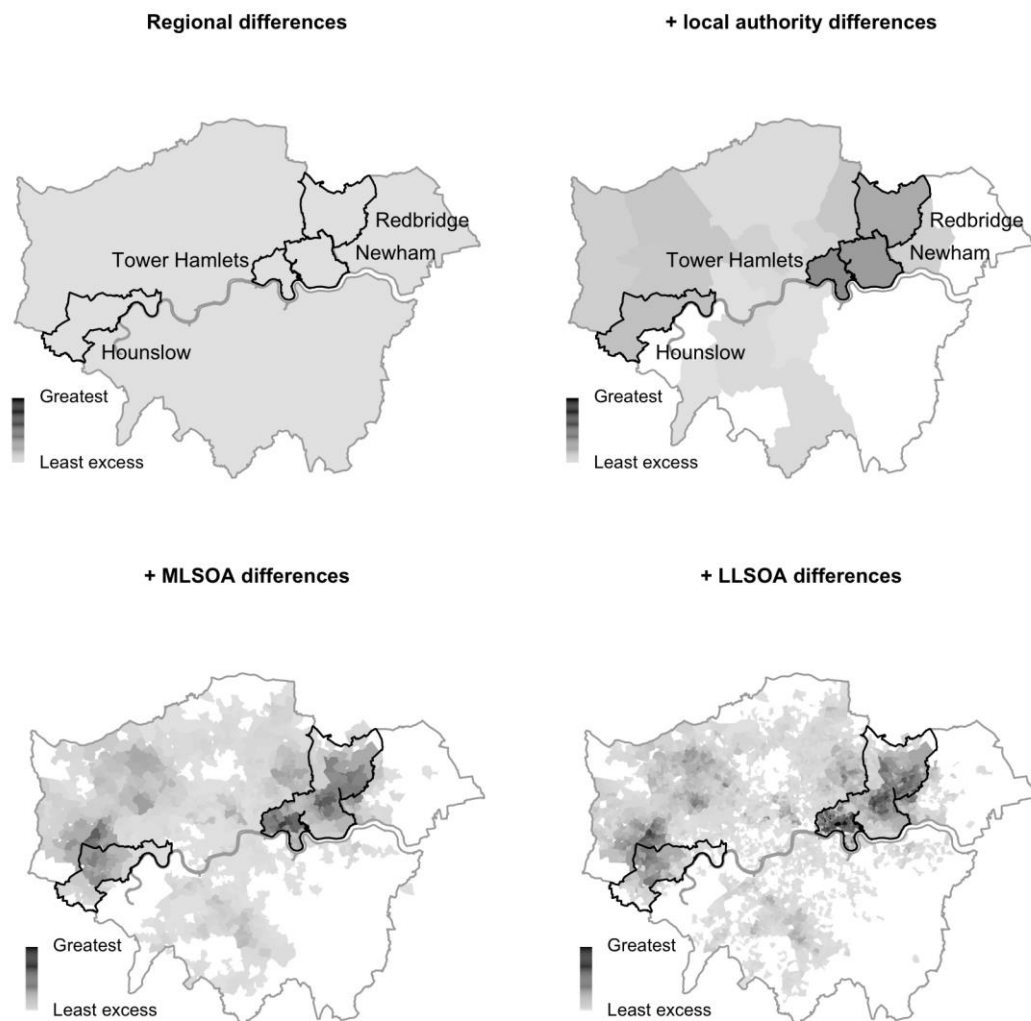 Regional differences
+ local authority differences
Redbridge
Tower Hamlets
Newham
Hounslow
Greatest
Least excess
Redbridge
Tower Hamlets
Newham
Hounslow
Greatest
Least excess
+ MLSOA differences
+ LLSOA differences
Greatest
Least excess
Greatest
Least excess